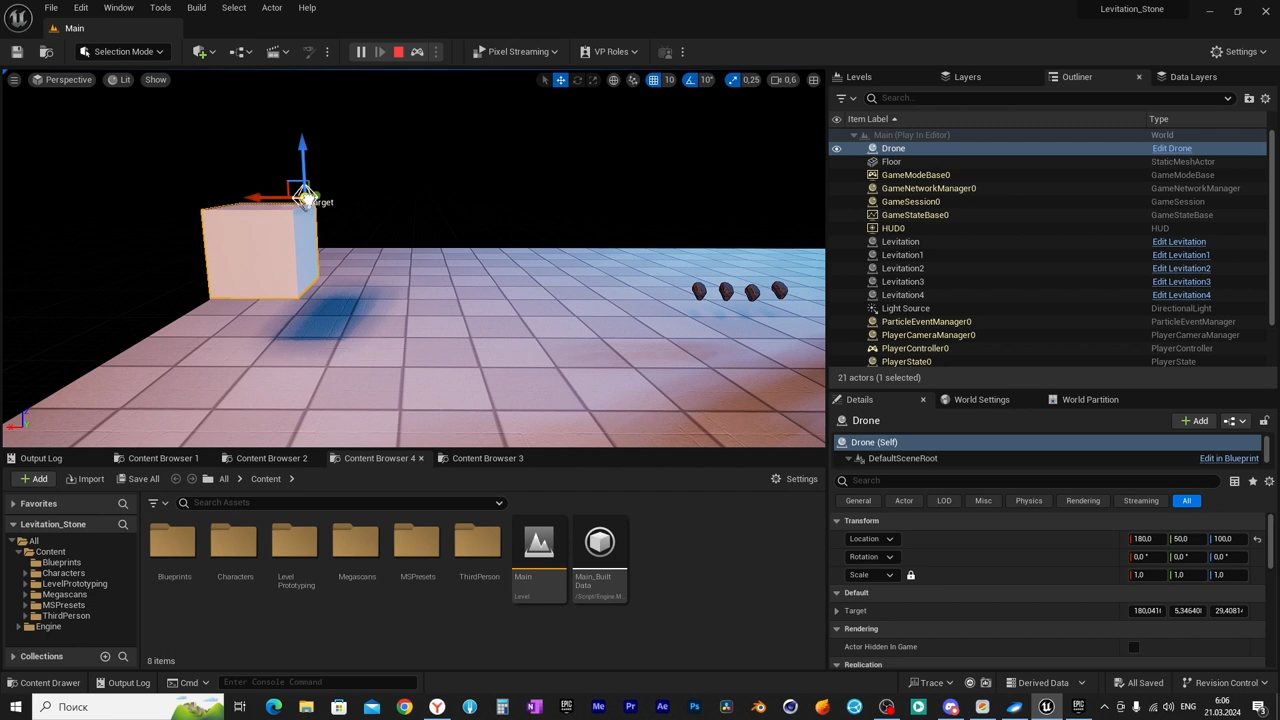 File Edit Window Tools Build Select Actor Help
Levitation_Stone
Main
Selection Mode
Pixel Streaming
VP Roles
Settings
Perspective
Lit
Show
10
10°
0,25
0,6
Levels
Layers
Outliner
Data Layers
Search...
Item Label
Type
Main (Play In Editor)
World
Drone
Edit Drone
Floor
StaticMeshActor
GameModeBase0
GameModeBase
GameNetworkManager0
GameNetworkManager
GameSession0
GameSession
GameStateBase0
GameStateBase
HUD0
HUD
Levitation
Edit Levitation
Levitation1
Edit Levitation1
Levitation2
Edit Levitation2
Levitation3
Edit Levitation3
Levitation4
Edit Levitation4
Light Source
DirectionalLight
ParticleEventManager0
ParticleEventManager
PlayerCameraManager0
PlayerCameraManager
PlayerController0
PlayerController
PlayerState0
PlayerState
21 actors (1 selected)
Details
World Settings
World Partition
Drone
Add
Drone (Self)
DefaultSceneRoot
Edit in Blueprint
Search
General
Actor
LOD
Misc
Physics
Rendering
Streaming
All
Transform
Location
180,0
50,0
100,0
Rotation
0,0 °
0,0 °
0,0 °
Scale
1,0
1,0
1,0
Default
Target
Rendering
Actor Hidden In Game
Replication
Output Log
Content Browser 1
Content Browser 2
Content Browser 4
Content Browser 3
Add
Import
Save All
All
Content
Settings
Favorites
Search Assets
Levitation_Stone
All
Content
Blueprints
Characters
LevelPrototyping
Megascans
MSPresets
ThirdPerson
Engine
Collections
Blueprints
Characters
Level
Prototyping
Megascans
MSPresets
ThirdPerson
Main
Level
Main_Built
Data
/Script/Engine.M...
8 items
Content Drawer
Output Log
Cmd
Enter Console Command
Trace
Derived Data
All Saved
Revision Control
Поиск
6:06
21.03.2024